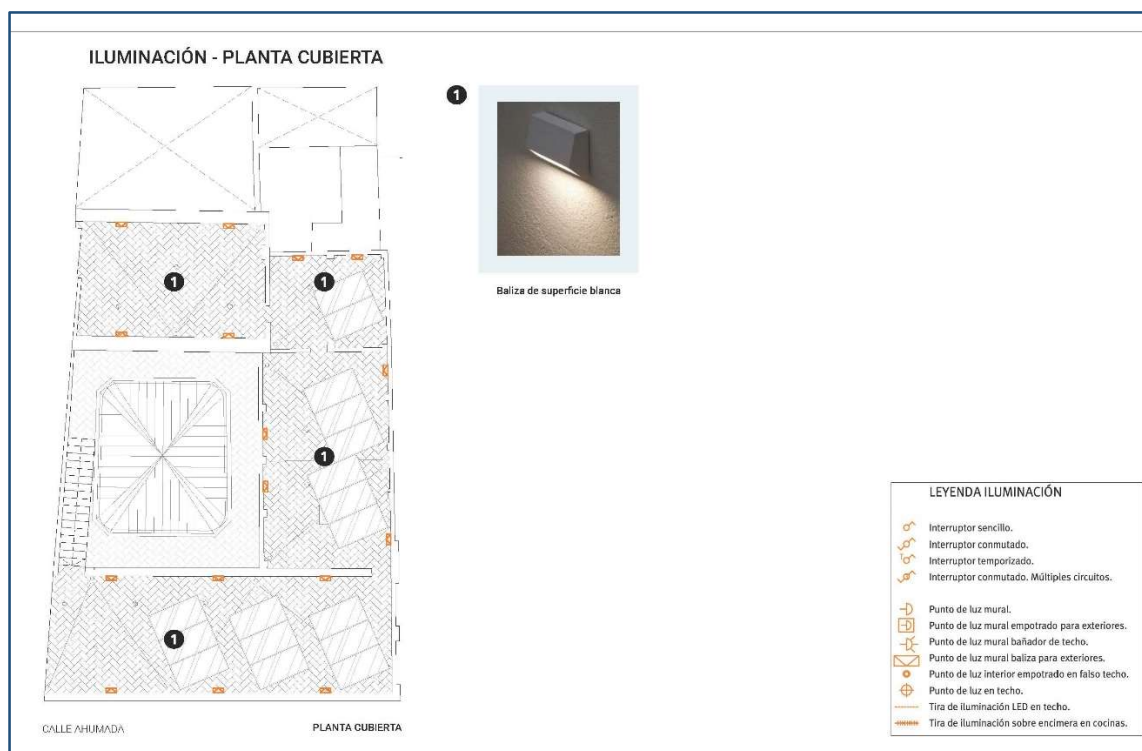 ILUMINACIÓN - PLANTA CUBIERTA
1
Baliza de superficie blanca
1
1
1
1
CALLE AHUMADA
PLANTA CUBIERTA
LEYENDA ILUMINACIÓN
Interruptor sencillo.
Interruptor conmutado.
Interruptor temporizado.
Interruptor conmutado. Múltiples circuitos.
Punto de luz mural.
Punto de luz mural empotrado para exteriores.
Punto de luz mural bañador de techo.
Punto de luz mural baliza para exteriores.
Punto de luz interior empotrado en falso techo.
Punto de luz en techo.
Tira de iluminación LED en techo.
Tira de iluminación sobre encimera en cocinas.